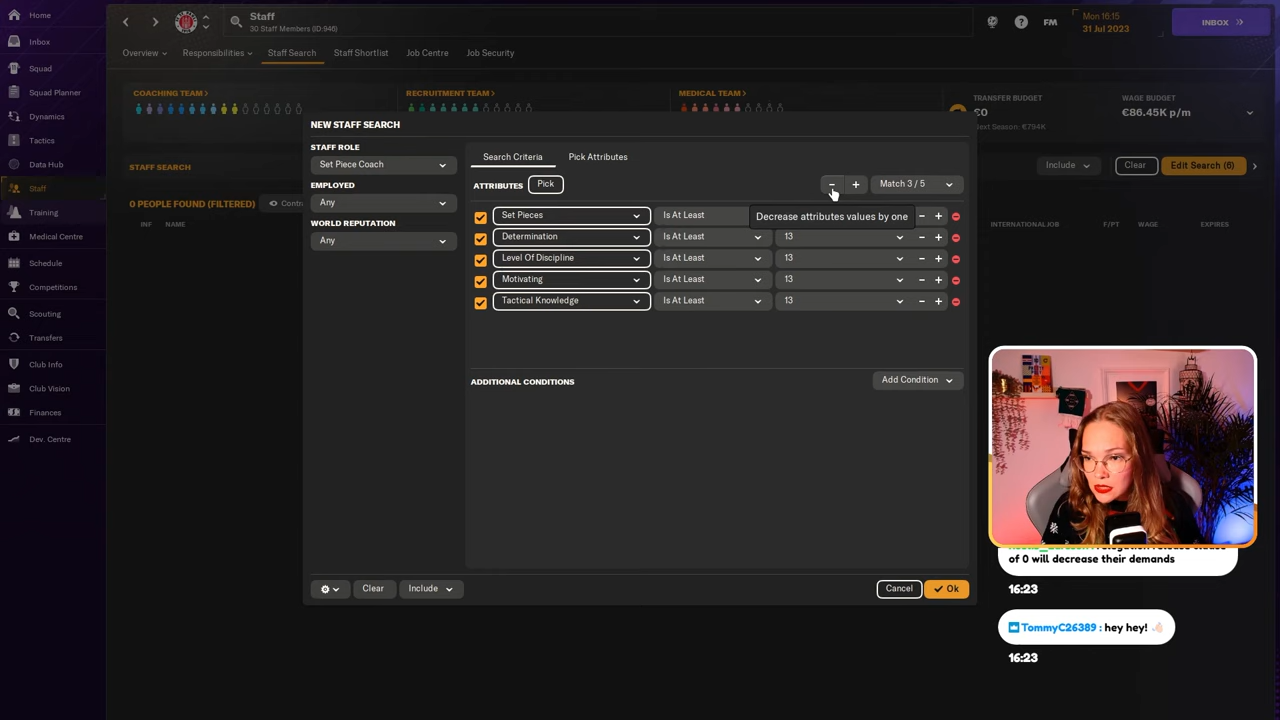 Home
Inbox
Squad
Squad Planner
Dynamics
Tactics
Data Hub
Staff
Training
Medical Centre
Schedule
Competitions
Scouting
Transfers
Club Info
Club Vision
Finances
Dev. Centre
Staff
30 Staff Members (ID:946)
FM
Mon 16:15
31 Jul 2023
INBOX
Overview
Responsibilities
Staff Search
Staff Shortlist
Job Centre
Job Security
COACHING TEAM >
RECRUITMENT TEAM >
MEDICAL TEAM >
TRANSFER BUDGET
€0
Next Season: €794K
WAGE BUDGET
€86.45K p/m
STAFF SEARCH
Include
Clear
Edit Search (6)
0 PEOPLE FOUND (FILTERED)
INF
NAME
INTERNATIONAL JOB
F/PT
WAGE
EXPIRES
NEW STAFF SEARCH
STAFF ROLE
Set Piece Coach
EMPLOYED
Any
WORLD REPUTATION
Any
Search Criteria
Pick Attributes
ATTRIBUTES
Pick
- +
Match 3 / 5
Decrease attributes values by one
Set Pieces
Is At Least
- +
Determination
Is At Least
13
- +
Level Of Discipline
Is At Least
13
- +
Motivating
Is At Least
13
- +
Tactical Knowledge
Is At Least
13
- +
ADDITIONAL CONDITIONS
Add Condition
Clear
Include
Cancel
Ok
of 0 will decrease their demands
16:23
TommyC26389 : hey hey!
16:23